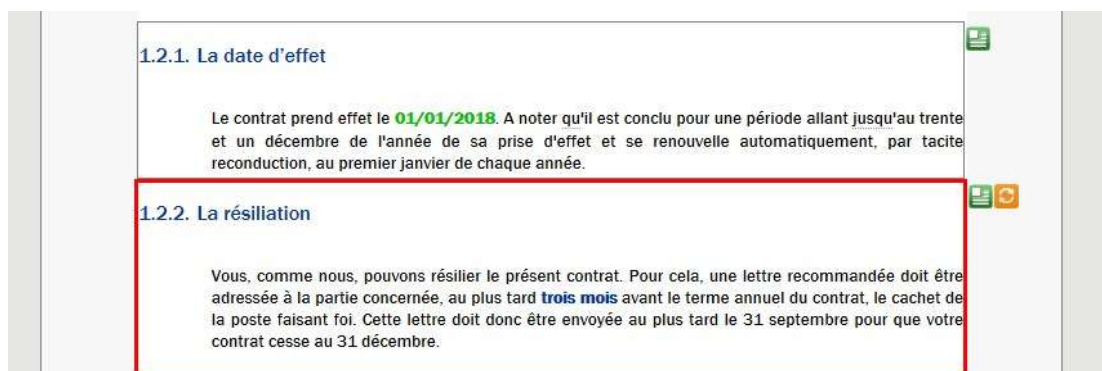 1.2.1. La date d'effet
Le contrat prend effet le 01/01/2018. A noter qu'il est conclu pour une période allant jusqu'au trente
et un décembre de l'année de sa prise d'effet et se renouvelle automatiquement, par tacite
reconduction, au premier janvier de chaque année.
1.2.2. La résiliation
Vous, comme nous, pouvons résilier le présent contrat. Pour cela, une lettre recommandée doit être
adressée à la partie concernée, au plus tard trois mois avant le terme annuel du contrat, le cachet de
la poste faisant foi. Cette lettre doit donc être envoyée au plus tard le 31 septembre pour que votre
contrat cesse au 31 décembre.